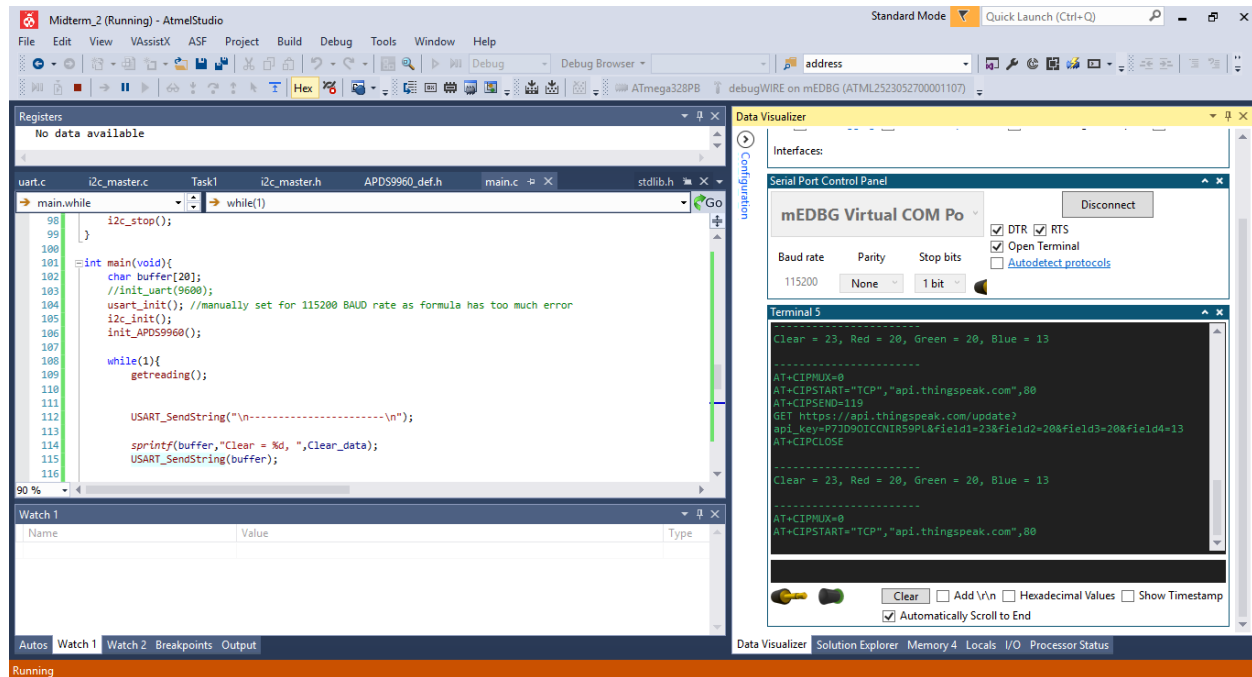 Midterm_2 (Running) - AtmelStudio
Standard Mode
Quick Launch (Ctrl+Q)
File Edit View VAssistX ASF Project Build Debug Tools Window Help
Debug Debug Browser address
Hex ATmega328PB debugWIRE on mEDBG (ATML2523052700001107)
Registers
No data available
uart.c i2c_master.c Task1 i2c_master.h APDS9960_def.h main.c stdlib.h
main.while while(1) Go
98 i2c_stop();
99 }
100
101 int main(void){
102 char buffer[20];
103 //init_uart(9600);
104 usart_init(); //manually set for 115200 BAUD rate as formula has too much error
105 i2c_init();
106 init_APDS9960();
107
108 while(1){
109 getreading();
110
111
112 USART_SendString("\n-----------------------\n");
113
114 sprintf(buffer,"Clear = %d, ",Clear_data);
115 USART_SendString(buffer);
116
90 %
Watch 1
Name Value Type
Autos Watch 1 Watch 2 Breakpoints Output
Running
Data Visualizer
Configuration
Interfaces:
Serial Port Control Panel
mEDBG Virtual COM Po
Disconnect
DTR RTS
Open Terminal
Autodetect protocols
Baud rate Parity Stop bits
115200 None 1 bit
Terminal 5
-----------------------
Clear = 23, Red = 20, Green = 20, Blue = 13
-----------------------
AT+CIPMUX=0
AT+CIPSTART="TCP","api.thingspeak.com",80
AT+CIPSEND=119
GET https://api.thingspeak.com/update?
api_key=P7JD9OICCNIR59PL&field1=23&field2=20&field3=20&field4=13
AT+CIPCLOSE
-----------------------
Clear = 23, Red = 20, Green = 20, Blue = 13
-----------------------
AT+CIPMUX=0
AT+CIPSTART="TCP","api.thingspeak.com",80
Clear Add \r\n Hexadecimal Values Show Timestamp
Automatically Scroll to End
Data Visualizer Solution Explorer Memory 4 Locals I/O Processor Status